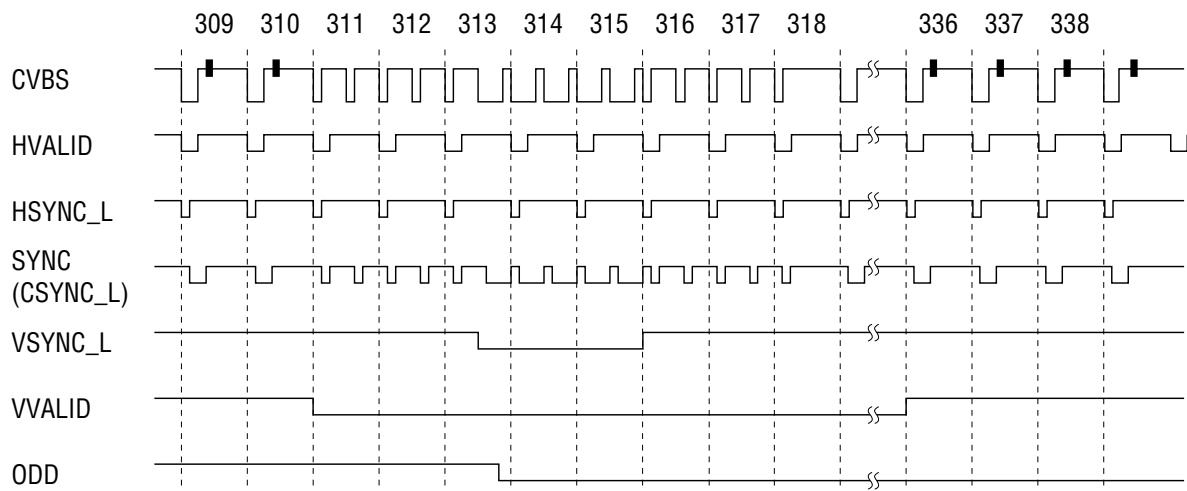 309 310 311 312 313 314 315 316 317 318 336 337 338
CVBS
HVALID
HSYNC_L
SYNC
(CSYNC_L)
VSYNC_L
VVALID
ODD